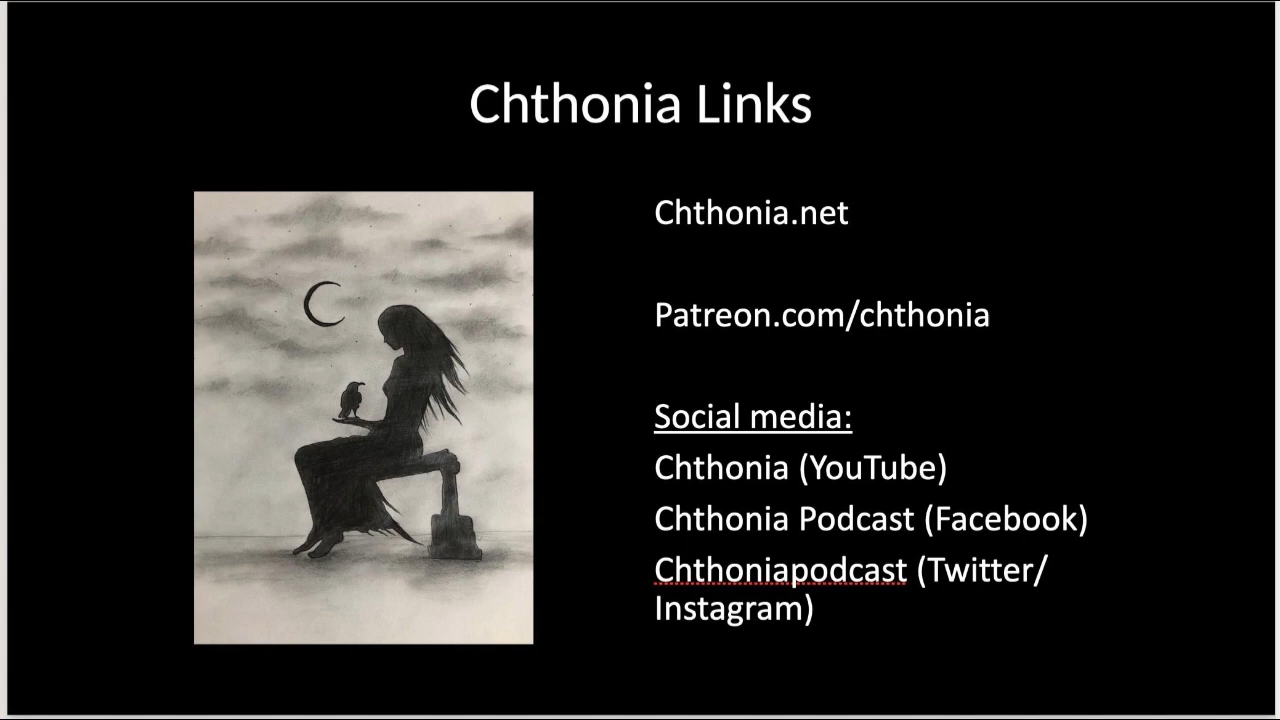 Chthonia Links
Chthonia.net
Patreon.com/chthonia
Social media:
Chthonia (YouTube)
Chthonia Podcast (Facebook)
Chthoniapodcast (Twitter/
Instagram)